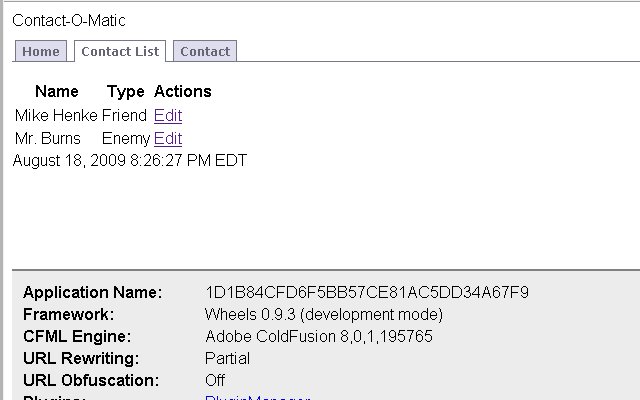 Contact-O-Matic
Home Contact List Contact
Name Type Actions
Mike Henke Friend Edit
Mr. Burns Enemy Edit
August 18, 2009 8:26:27 PM EDT
Application Name: 1D1B84CFD6F5BB57CE81AC5DD34A67F9
Framework: Wheels 0.9.3 (development mode)
CFML Engine: Adobe ColdFusion 8,0,1,195765
URL Rewriting: Partial
URL Obfuscation: Off
Plugins: PluginManager